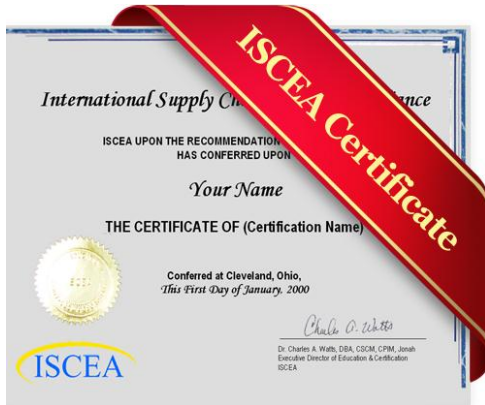 ISCEA Certificate
International Supply Ch ance
ISCEA UPON THE RECOMMENDATION
HAS CONFERRED UPON
Your Name
THE CERTIFICATE OF (Certification Name)
Conferred at Cleveland, Ohio,
This First Day of January, 2000
Charles A. Watts
Dr. Charles A. Watts, DBA, CSCM, CPIM, Jonah
Executive Director of Education & Certification
ISCEA
ISCEA